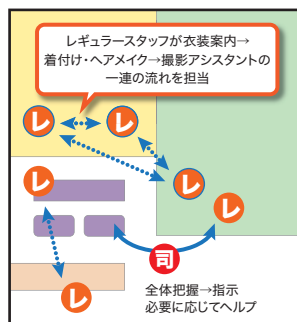 レギュラースタッフが衣装案内→
着付け・ヘアメイク→撮影アシスタントの
一連の流れを担当
レ
レ
レ
レ
レ
司
レ
全体把握→指示
必要に応じてヘルプ